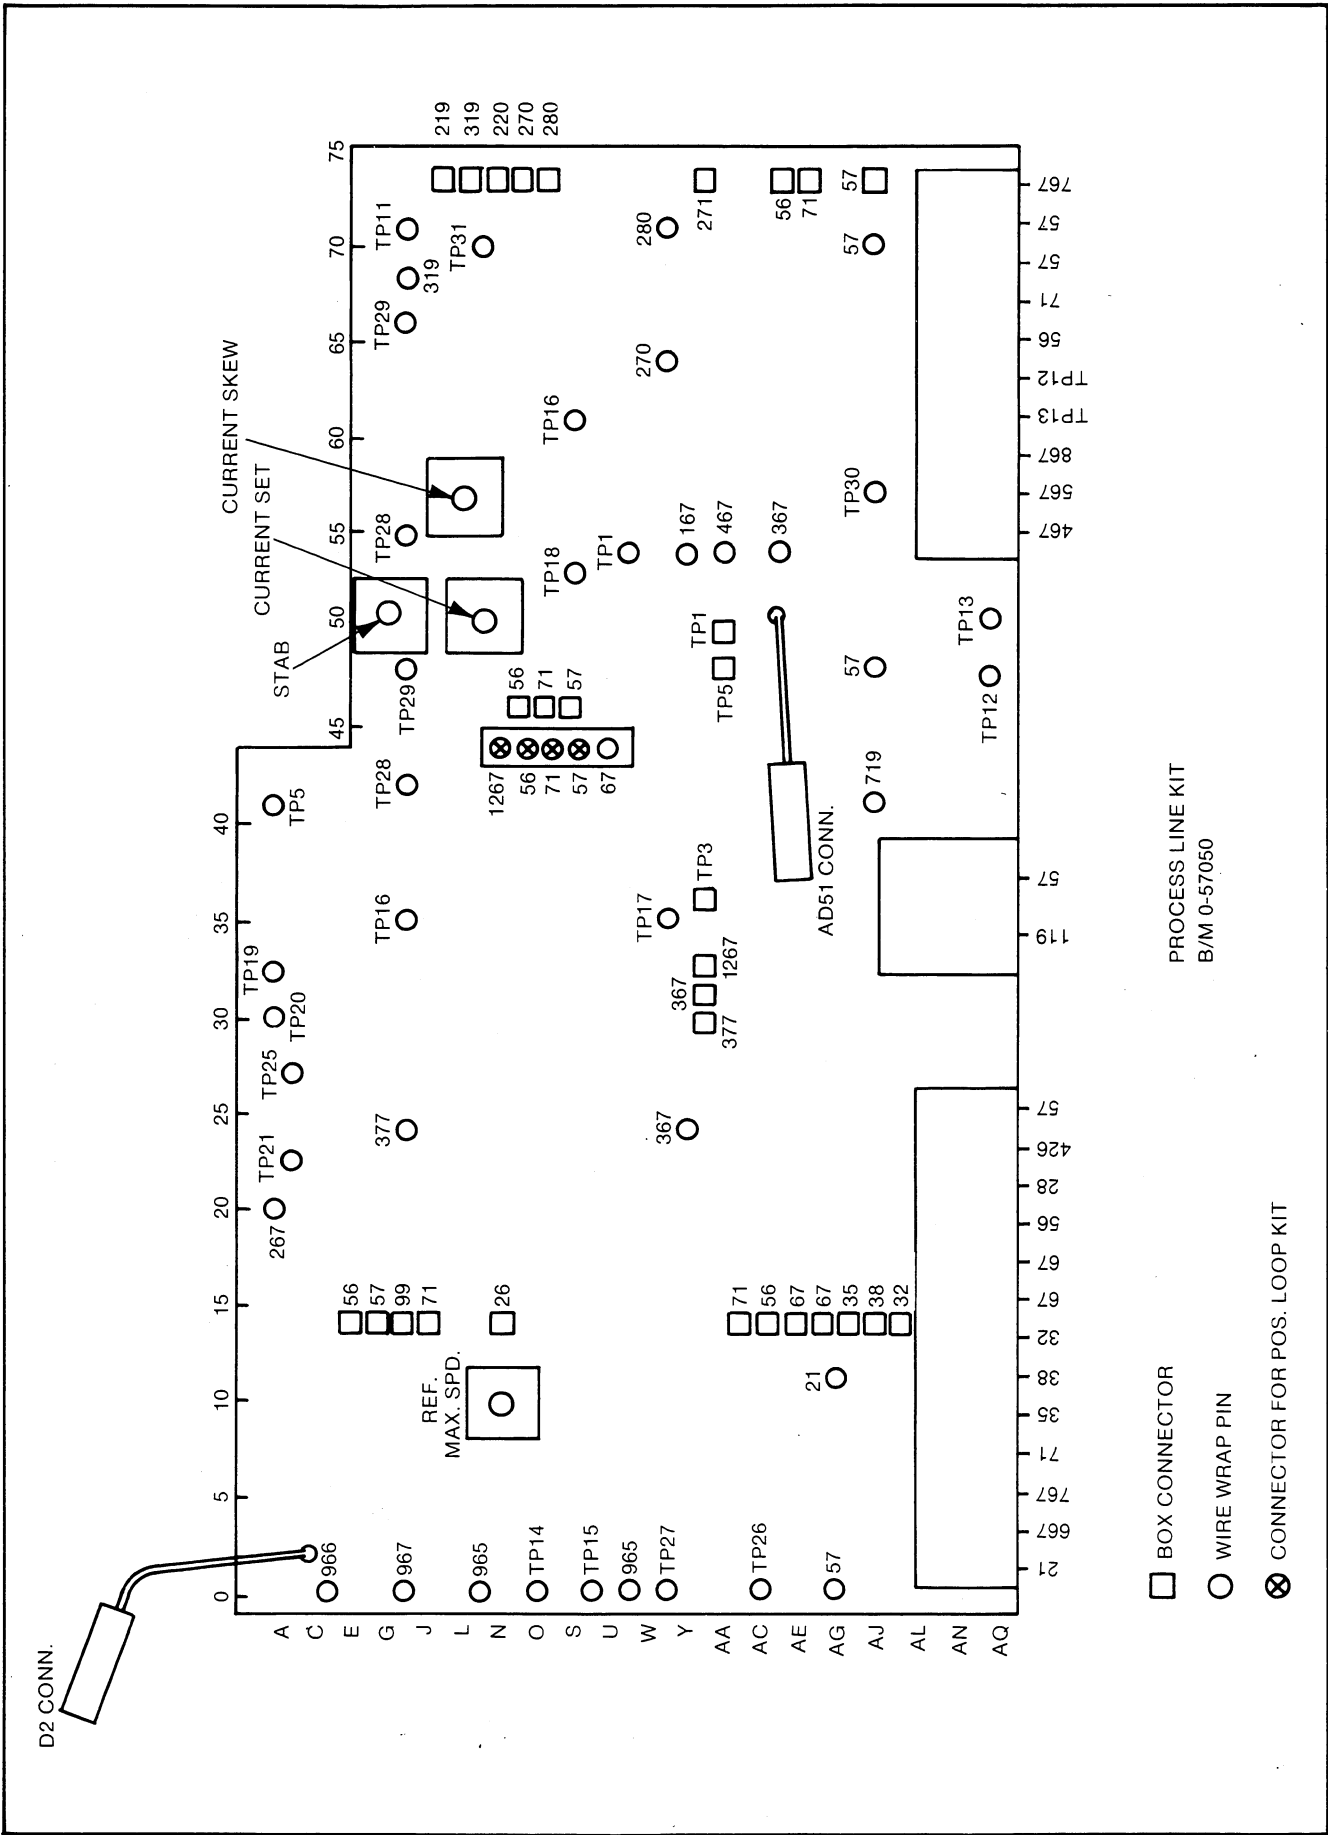 D2 CONN.
0
5
10
15
20
25
30
35
40
45
50
55
60
65
70
75
A
C
E
G
J
L
N
O
S
U
W
Y
AA
AC
AE
AG
AJ
AL
AN
AQ
STAB
CURRENT SET
CURRENT SKEW
267
TP21
TP25
TP20
TP19
TP5
966
967
965
TP14
TP15
965
TP27
TP26
57
56
57
99
71
26
REF.
MAX. SPD.
71
56
67
67
35
38
32
21
377
TP16
TP28
TP29
TP28
TP29
319
TP11
TP31
219
319
220
270
280
1267
56
71
57
67
56
71
57
TP18
TP16
TP1
167
467
367
270
280
271
56
71
57
57
367
TP17
377
367
1267
TP3
TP5
TP1
AD51 CONN.
719
57
TP30
TP12
TP13
21
667
767
71
35
38
32
67
67
56
28
426
57
119
57
467
567
867
TP13
TP12
56
71
57
57
767
BOX CONNECTOR
WIRE WRAP PIN
CONNECTOR FOR POS. LOOP KIT
PROCESS LINE KIT
B/M 0-57050